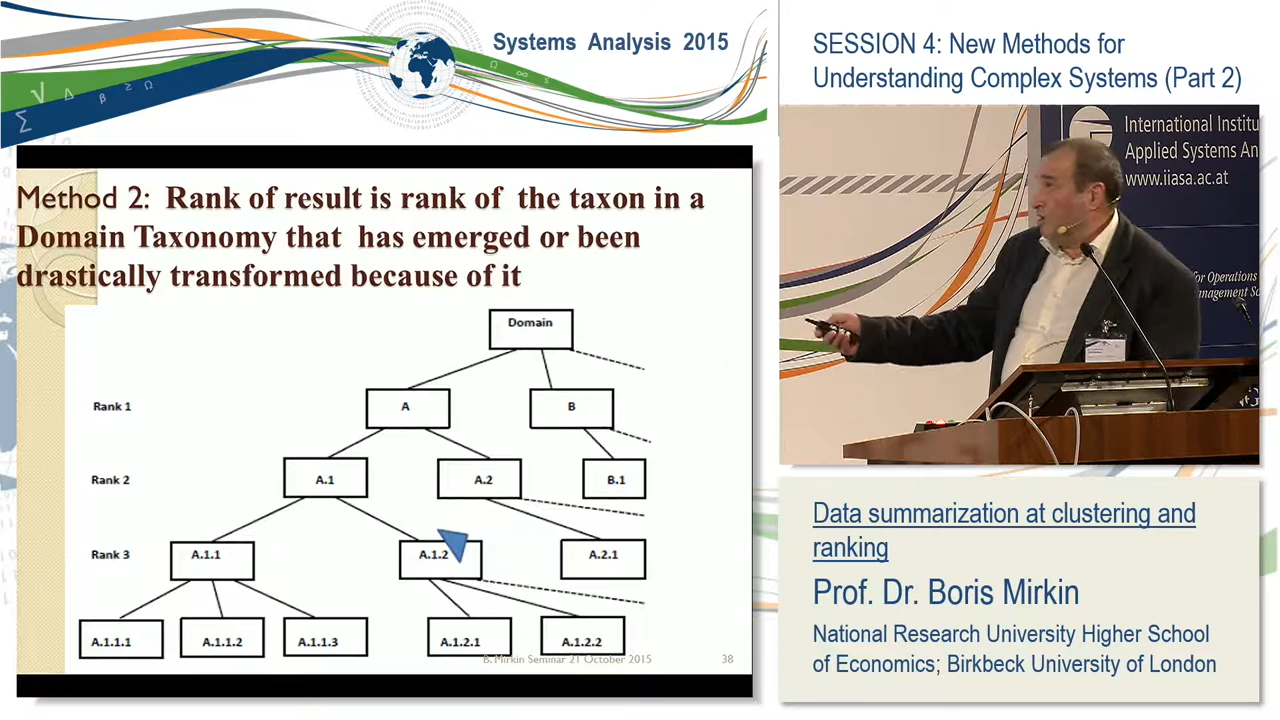 Systems Analysis 2015
SESSION 4: New Methods for
Understanding Complex Systems (Part 2)
International Institu
Applied Systems An
www.iiasa.ac.at
for Operations
anagement Sc
Method 2: Rank of result is rank of the taxon in a
Domain Taxonomy that has emerged or been
drastically transformed because of it
Domain
Rank 1
A
B
Rank 2
A.1
A.2
B.1
Rank 3
A.1.1
A.1.2
A.2.1
A.1.1.1
A.1.1.2
A.1.1.3
A.1.2.1
A.1.2.2
B. Mirkin Seminar 21 October 2015
38
Data summarization at clustering and
ranking
Prof. Dr. Boris Mirkin
National Research University Higher School
of Economics; Birkbeck University of London